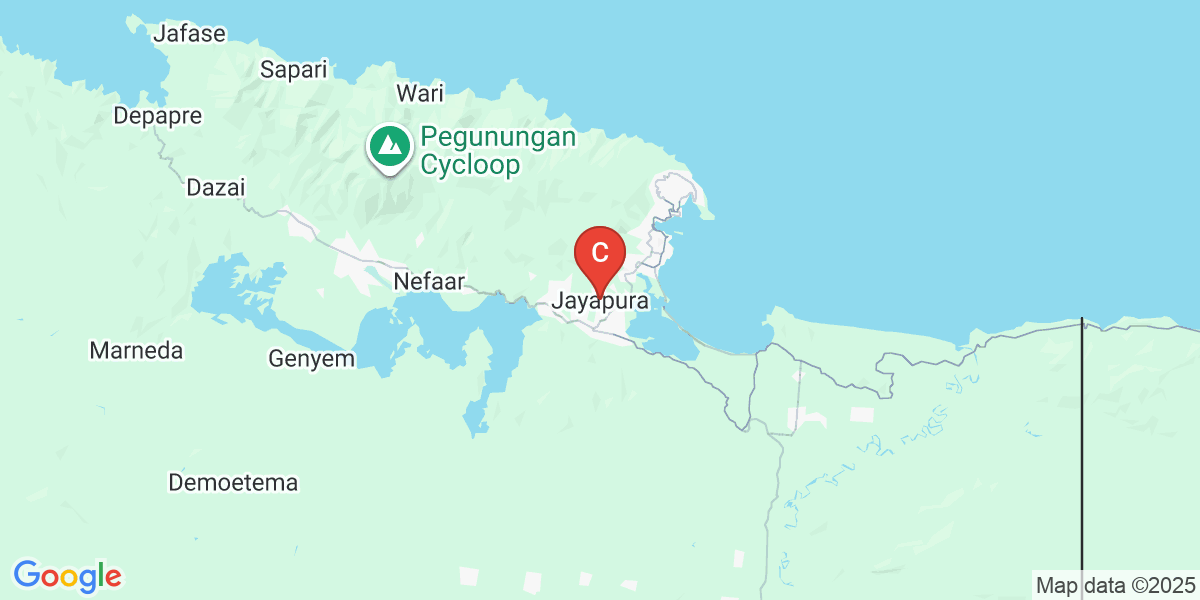 Jafase
Sapari
Wari
Depapre
Pegunungan
Cycloop
Dazai
C
Nefaar
Jayapura
Marneda
Genyem
Demoetema
Google
Map data ©2025